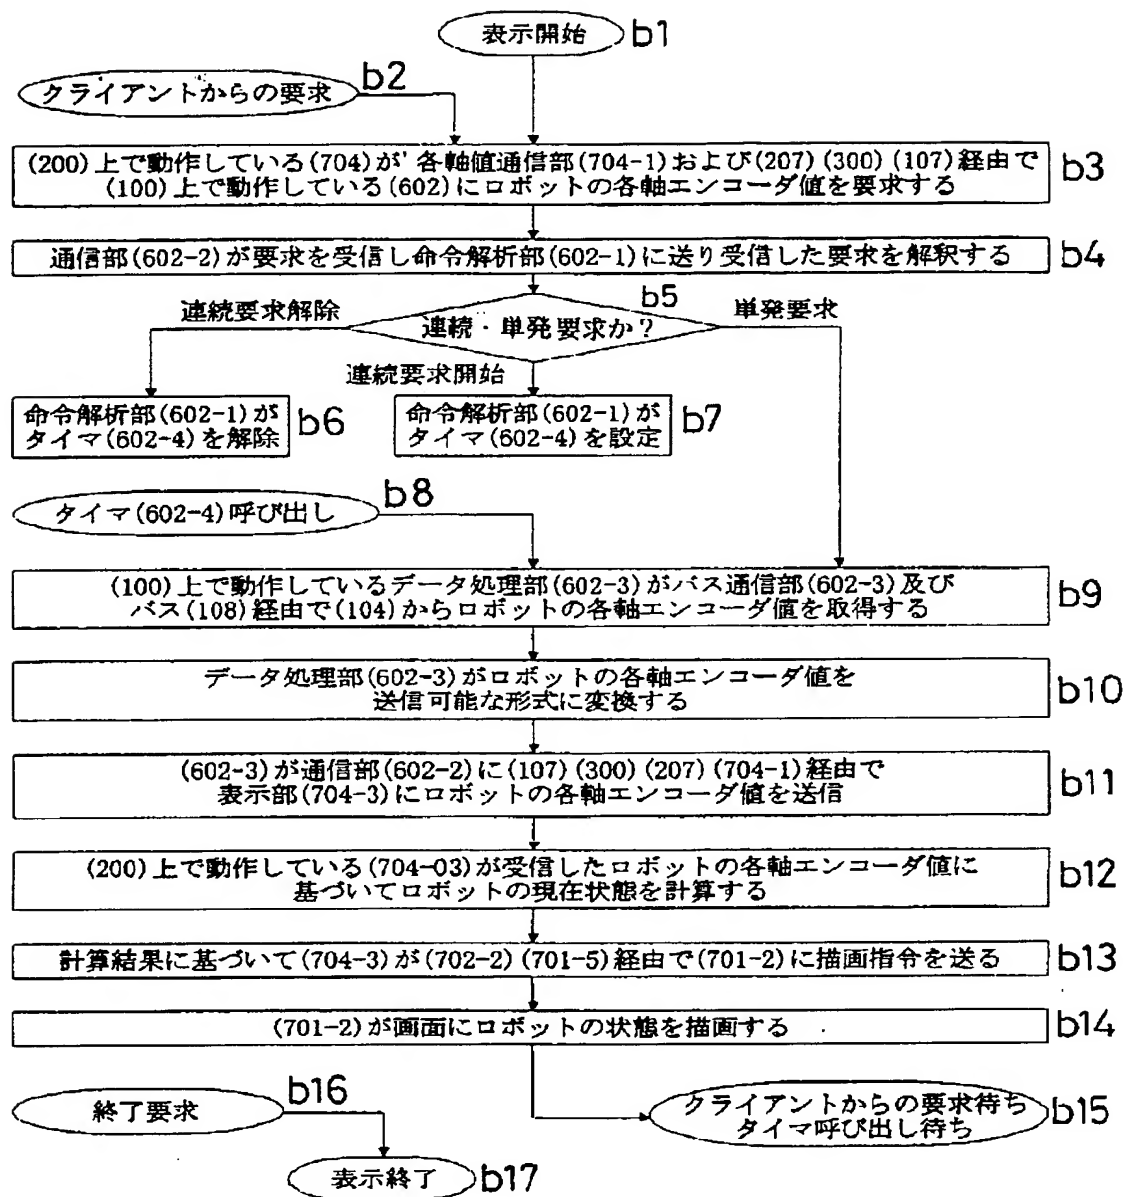 表示開始 b1
クライアントからの要求 b2
(200)上で動作している(704)が'各軸値通信部(704-1)および(207)(300)(107)経由で
(100)上で動作している(602)にロボットの各軸エンコーダ値を要求する
b3
通信部(602-2)が要求を受信し命令解析部(602-1)に送り受信した要求を解釈する b4
b5
連続要求解除
連続・単発要求か?
単発要求
連続要求開始
命令解析部(602-1)が
タイマ(602-4)を解除
b6
命令解析部(602-1)が
タイマ(602-4)を設定
b7
タイマ(602-4)呼び出し b8
(100)上で動作しているデータ処理部(602-3)がバス通信部(602-3)及び
バス(108)経由で(104)からロボットの各軸エンコーダ値を取得する
b9
データ処理部(602-3)がロボットの各軸エンコーダ値を
送信可能な形式に変換する
b10
(602-3)が通信部(602-2)に(107)(300)(207)(704-1)経由で
表示部(704-3)にロボットの各軸エンコーダ値を送信
b11
(200)上で動作している(704-03)が受信したロボットの各軸エンコーダ値に
基づいてロボットの現在状態を計算する
b12
計算結果に基づいて(704-3)が(702-2)(701-5)経由で(701-2)に描画指令を送る b13
(701-2)が画面にロボットの状態を描画する b14
クライアントからの要求待ち
タイマ呼び出し待ち
b15
終了要求 b16
表示終了 b17